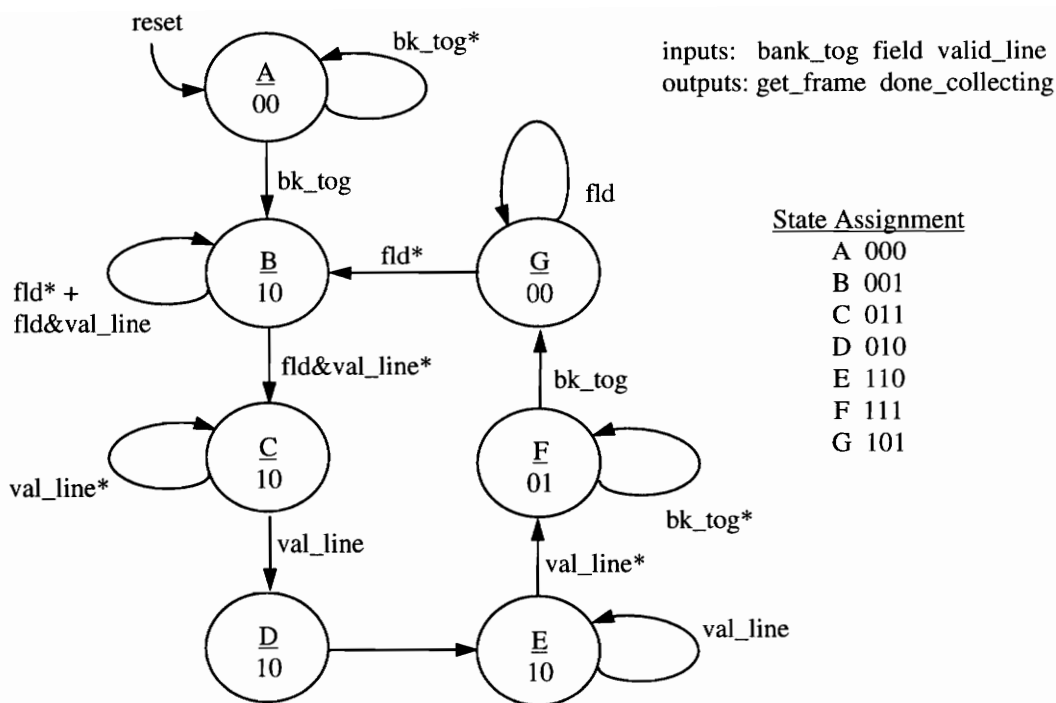 reset
bk_tog*
inputs: bank_tog field valid_line
outputs: get_frame done_collecting
A
00
bk_tog
fld
State Assignment
A 000
B 001
C 011
D 010
E 110
F 111
G 101
B
10
fld*
G
00
fld* +
fld&val_line
fld&val_line*
bk_tog
C
10
val_line*
F
01
bk_tog*
val_line
val_line*
D
10
E
10
val_line